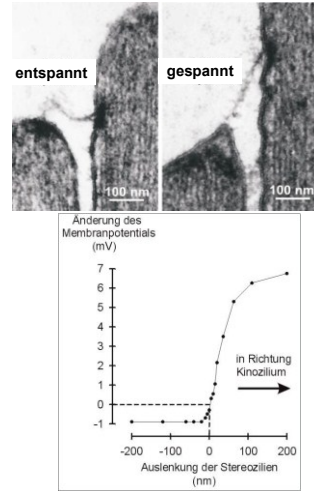 entspannt
gespannt
100 nm
100 nm
Änderung des
Membranpotentials
(mV)
7
6
5
4
3
2
1
0
-1
in Richtung
Kinozilium
-200 -100 0 100 200
Auslenkung der Stereozilien
(nm)